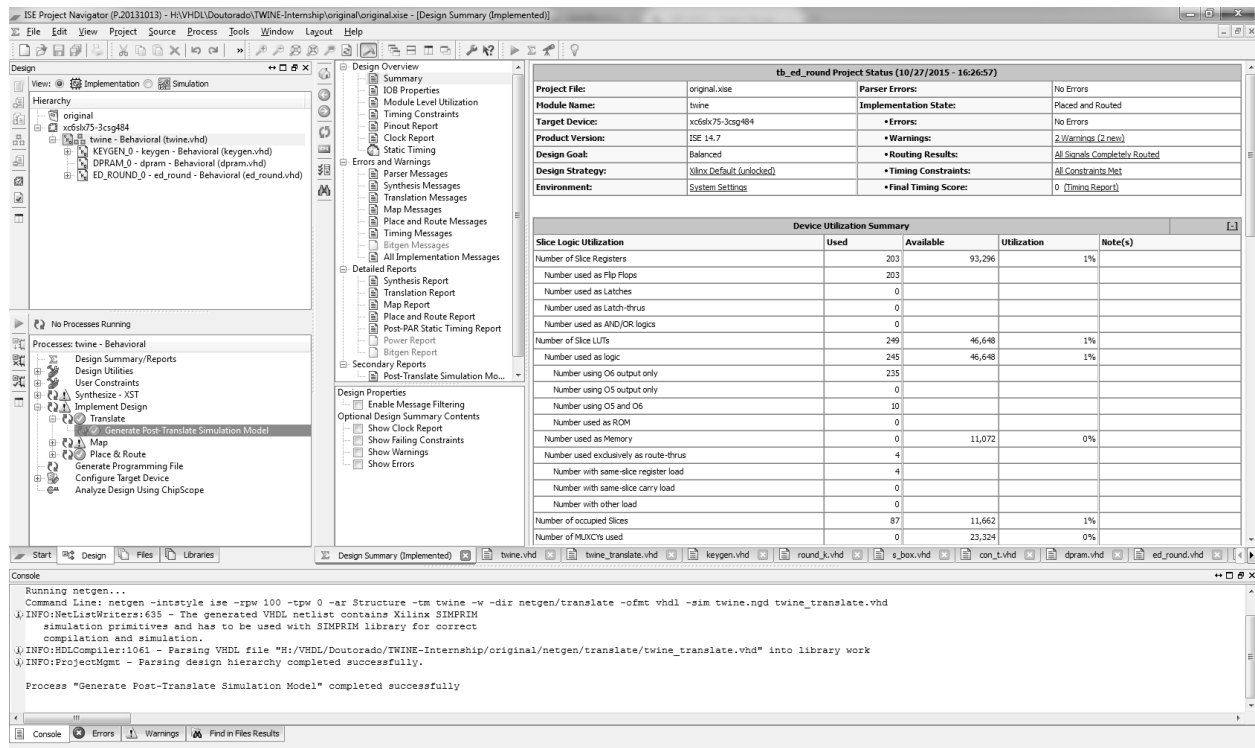 ISE Project Navigator (P.20131013) - H:\VHDL\Doutorado\TWINE-Internship\original\original.xise - [Design Summary (Implemented)]
File Edit View Project Source Process Tools Window Layout Help
Design
View: Implementation Simulation
Hierarchy
original
xc6slx75-3csg484
twine - Behavioral (twine.vhd)
KEYGEN_0 - keygen - Behavioral (keygen.vhd)
DPRAM_0 - dpram - Behavioral (dpram.vhd)
ED_ROUND_0 - ed_round - Behavioral (ed_round.vhd)
No Processes Running
Processes: twine - Behavioral
Design Summary/Reports
Design Utilities
User Constraints
Synthesize - XST
Implement Design
Translate
Generate Post-Translate Simulation Model
Map
Place & Route
Generate Programming File
Configure Target Device
Analyze Design Using ChipScope
Start Design Files Libraries
Design Overview
Summary
IOB Properties
Module Level Utilization
Timing Constraints
Pinout Report
Clock Report
Static Timing
Errors and Warnings
Parser Messages
Synthesis Messages
Translation Messages
Map Messages
Place and Route Messages
Timing Messages
Bitgen Messages
All Implementation Messages
Detailed Reports
Synthesis Report
Translation Report
Map Report
Place and Route Report
Post-PAR Static Timing Report
Power Report
Bitgen Report
Secondary Reports
Post-Translate Simulation Mo...
Design Properties
Enable Message Filtering
Optional Design Summary Contents
Show Clock Report
Show Failing Constraints
Show Warnings
Show Errors
tb_ed_round Project Status (10/27/2015 - 16:26:57)
Project File: original.xise Parser Errors: No Errors
Module Name: twine Implementation State: Placed and Routed
Target Device: xc6slx75-3csg484 •Errors: No Errors
Product Version: ISE 14.7 •Warnings: 2 Warnings (2 new)
Design Goal: Balanced •Routing Results: All Signals Completely Routed
Design Strategy: Xilinx Default (unlocked) •Timing Constraints: All Constraints Met
Environment: System Settings •Final Timing Score: 0 (Timing Report)
Device Utilization Summary [-]
Slice Logic Utilization Used Available Utilization Note(s)
Number of Slice Registers 203 93,296 1%
Number used as Flip Flops 203
Number used as Latches 0
Number used as Latch-thrus 0
Number used as AND/OR logics 0
Number of Slice LUTs 249 46,648 1%
Number used as logic 245 46,648 1%
Number using O6 output only 235
Number using O5 output only 0
Number using O5 and O6 10
Number used as ROM 0
Number used as Memory 0 11,072 0%
Number used exclusively as route-thrus 4
Number with same-slice register load 4
Number with same-slice carry load 0
Number with other load 0
Number of occupied Slices 87 11,662 1%
Number of MUXCYs used 0 23,324 0%
Design Summary (Implemented) twine.vhd twine_translate.vhd keygen.vhd round_k.vhd s_box.vhd con_t.vhd dpram.vhd ed_round.vhd
Console
Running netgen...
Command Line: netgen -intstyle ise -rpw 100 -tpw 0 -ar Structure -tm twine -w -dir netgen/translate -ofmt vhdl -sim twine.ngd twine_translate.vhd
INFO:NetListWriters:635 - The generated VHDL netlist contains Xilinx SIMPRIM
simulation primitives and has to be used with SIMPRIM library for correct
compilation and simulation.
INFO:HDLCompiler:1061 - Parsing VHDL file "H:/VHDL/Doutorado/TWINE-Internship/original/netgen/translate/twine_translate.vhd" into library work
INFO:ProjectMgmt - Parsing design hierarchy completed successfully.
Process "Generate Post-Translate Simulation Model" completed successfully
Console Errors Warnings Find in Files Results